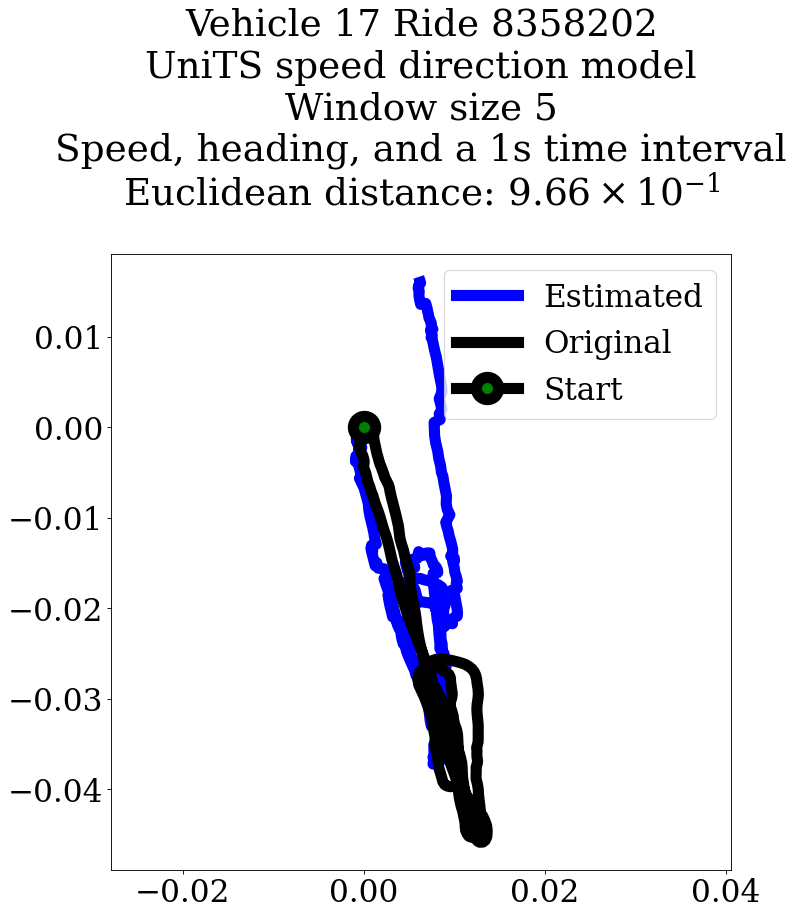 Vehicle 17 Ride 8358202
UniTS speed direction model
Window size 5
Speed, heading, and a 1s time interval
Euclidean distance: 9.66 × 10⁻¹
Estimated
Original
Start
0.01
0.00
−0.01
−0.02
−0.03
−0.04
−0.02 0.00 0.02 0.04